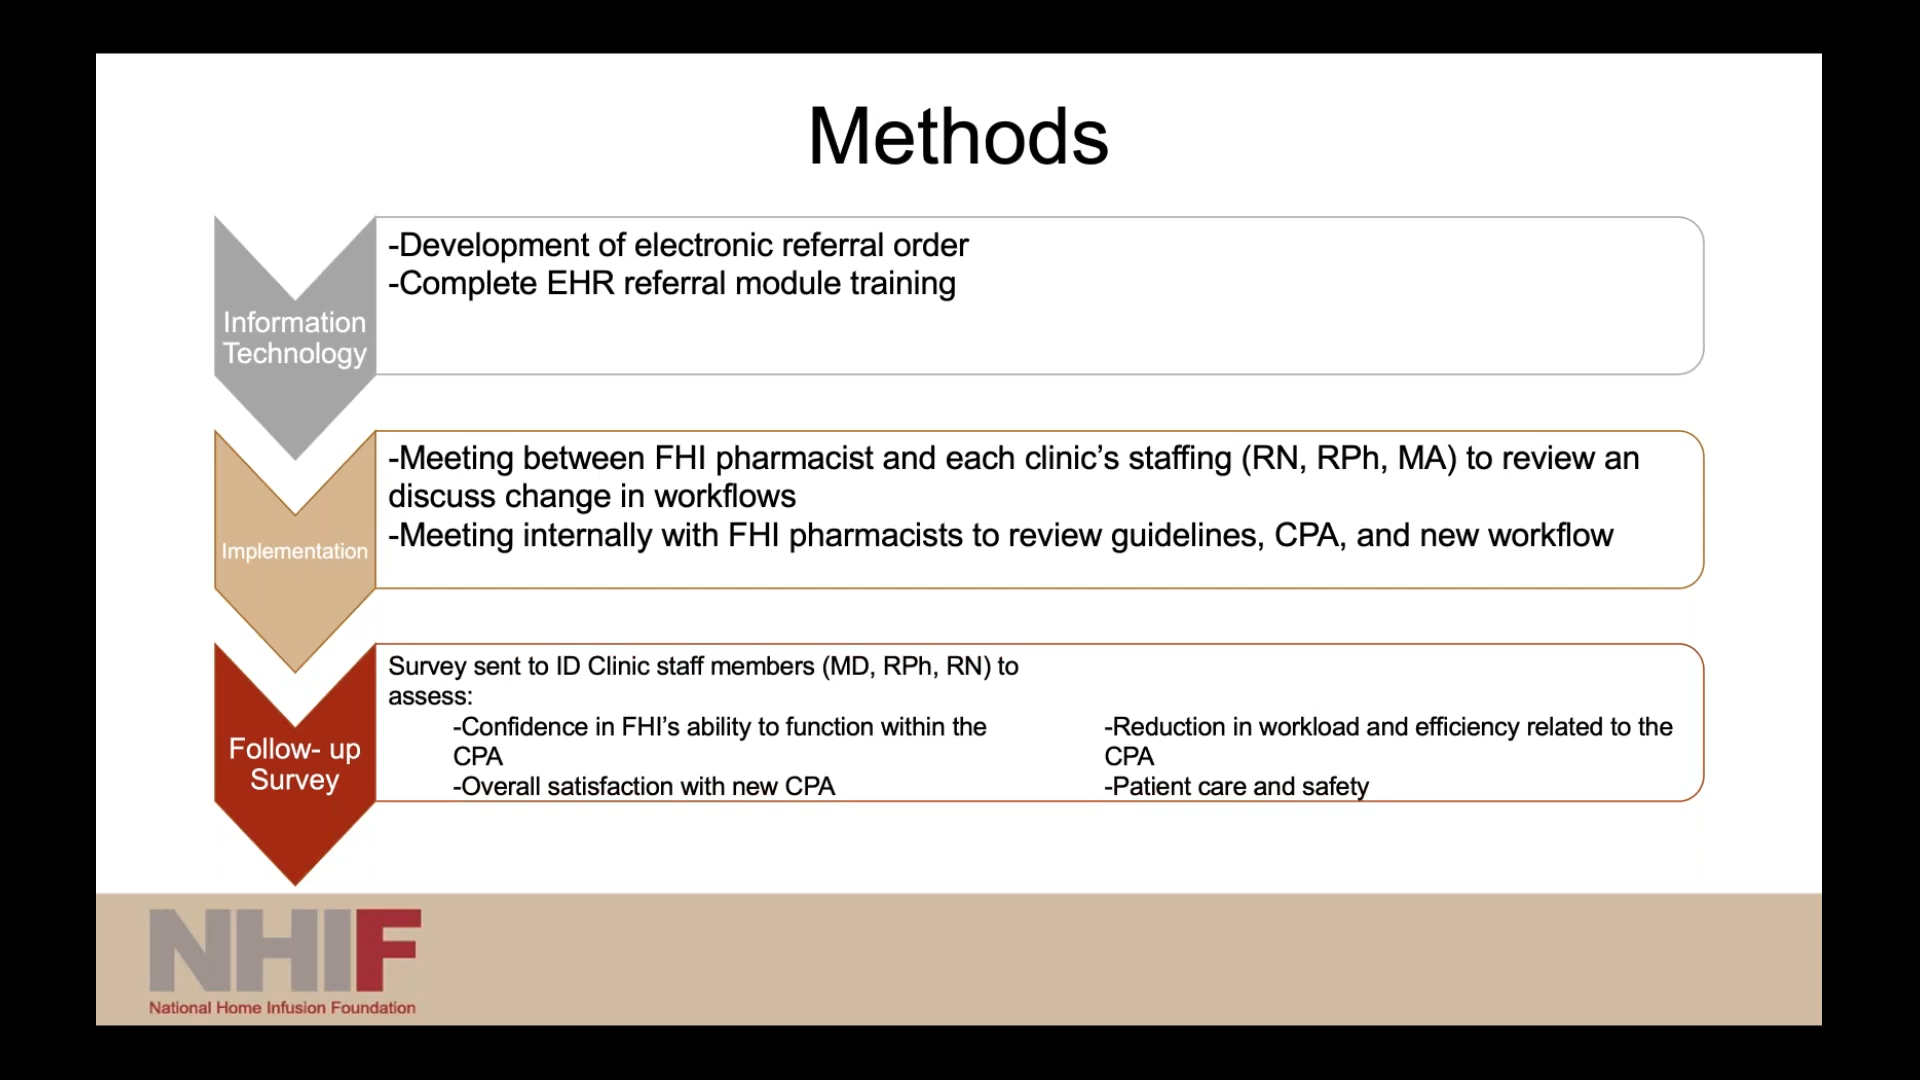 Methods
Information
Technology
-Development of electronic referral order
-Complete EHR referral module training
Implementation
-Meeting between FHI pharmacist and each clinic’s staffing (RN, RPh, MA) to review an
discuss change in workflows
-Meeting internally with FHI pharmacists to review guidelines, CPA, and new workflow
Follow- up
Survey
Survey sent to ID Clinic staff members (MD, RPh, RN) to
assess:
-Confidence in FHI’s ability to function within the
CPA
-Overall satisfaction with new CPA
-Reduction in workload and efficiency related to the
CPA
-Patient care and safety
NHIF
National Home Infusion Foundation